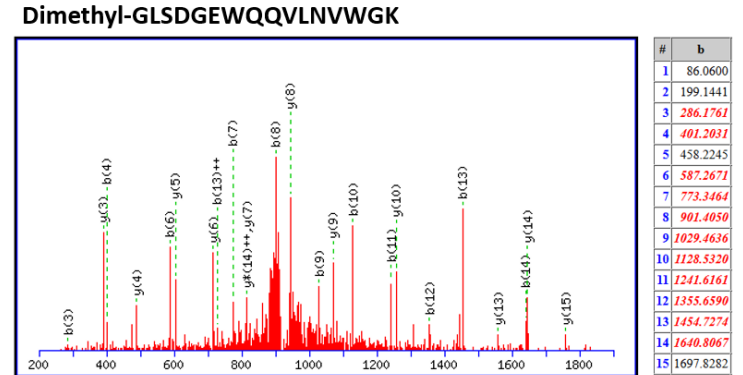 Dimethyl-GLSDGEWQQVLNVWGK
# b
1 86.0600
2 199.1441
3 286.1761
4 401.2031
5 458.2245
6 587.2671
7 773.3464
8 901.4050
9 1029.4636
10 1128.5320
11 1241.6161
12 1355.6590
13 1454.7274
14 1640.8067
15 1697.8282
b(3)
y(3)
b(4)
y(4)
b(6)
y(5)
y(6)
b(13)++
b(7)
y*(14)++,y(7)
b(8)
y(8)
b(9)
y(9)
b(10)
b(11)
y(10)
b(12)
b(13)
y(13)
b(14)
y(14)
y(15)
200 400 600 800 1000 1200 1400 1600 1800